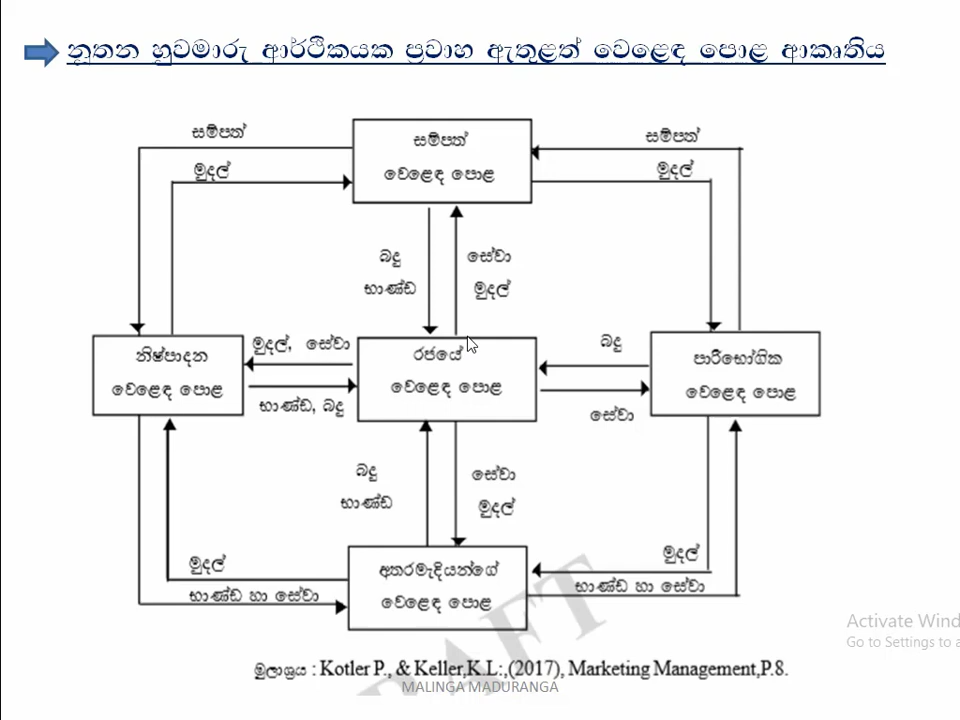 නූතන හුවමාරු ආර්ථිකයක ප්‍රවාහ ඇතුළත් වෙළෙඳ පොළ ආකෘතිය
සම්පත්
සම්පත්
වෙළෙඳ පොළ
සම්පත්
මුදල්
මුදල්
බදු
භාණ්ඩ
සේවා
මුදල්
නිෂ්පාදන
වෙළෙඳ පොළ
මුදල්, සේවා
භාණ්ඩ, බදු
රජයේ
වෙළෙඳ පොළ
බදු
සේවා
පාරිභෝගික
වෙළෙඳ පොළ
බදු
භාණ්ඩ
සේවා
මුදල්
මුදල්
භාණ්ඩ හා සේවා
අතරමැදියන්ගේ
වෙළෙඳ පොළ
මුදල්
භාණ්ඩ හා සේවා
මූලාශ්‍රය : Kotler P., & Keller,K.L:,(2017), Marketing Management,P.8.
MALINGA MADURANGA
Activate Wind
Go to Settings to a